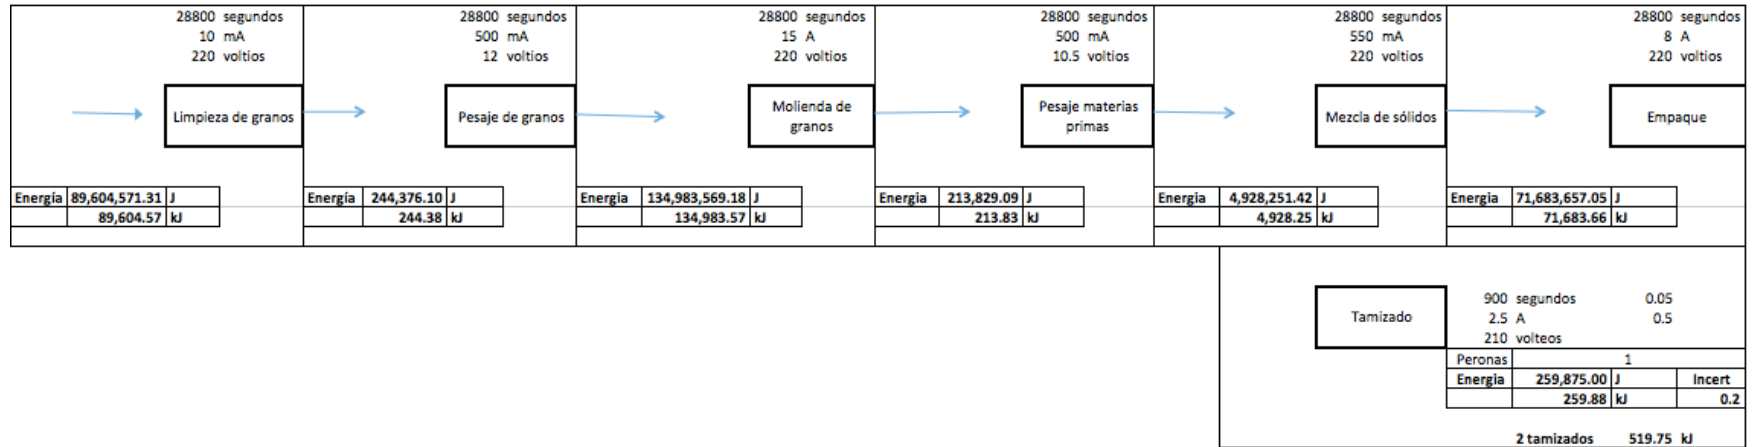 28800 segundos 28800 segundos 28800 segundos 28800 segundos 28800 segundos 28800 segundos
10 mA 500 mA 15 A 500 mA 550 mA 8 A
220 voltios 12 voltios 220 voltios 10.5 voltios 220 voltios 220 voltios
Limpieza de granos Pesaje de granos Molienda de granos Pesaje materias primas Mezcla de sólidos Empaque
Energía 89,604,571.31 J Energía 244,376.10 J Energia 134,983,569.18 J Energia 213,829.09 J Energia 4,928,251.42 J Energia 71,683,657.05 J
89,604.57 kJ 244.38 kJ 134,983.57 kJ 213.83 kJ 4,928.25 kJ 71,683.66 kJ
900 segundos 0.05
Tamizado 2.5 A 0.5
210 volteos
Peronas 1
Energia 259,875.00 J Incert
259.88 kJ 0.2
2 tamizados 519.75 kJ